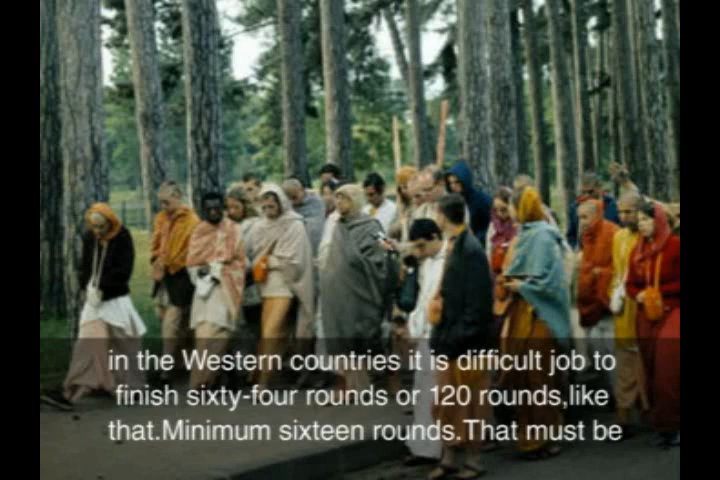 in the Western countries it is difficult job to
finish sixty-four rounds or 120 rounds,like
that.Minimum sixteen rounds.That must be